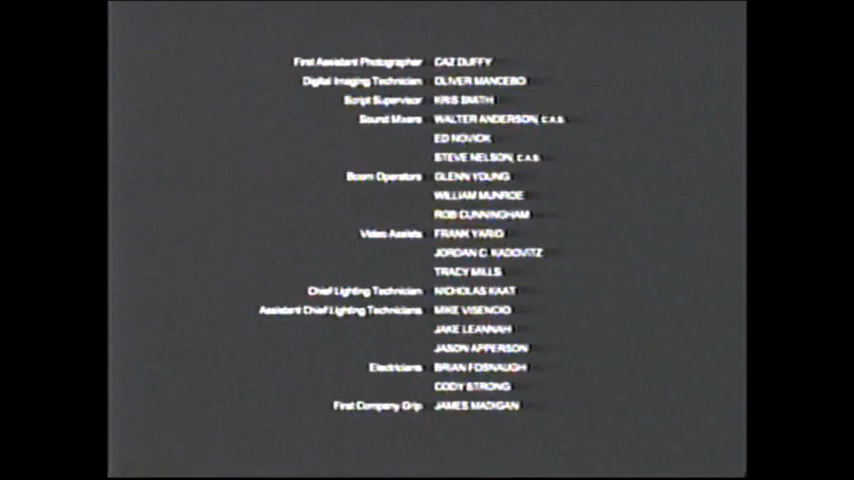 First Assistant Photographer CAZ DUFFY
Digital Imaging Technician OLIVER MANCEBO
Script Supervisor KRIS SMITH
Sound Mixers WALTER ANDERSON, C.A.S.
ED NOVICK
STEVE NELSON, C.A.S.
Boom Operators GLENN YOUNG
WILLIAM MUNROE
ROB CUNNINGHAM
Video Assists FRANK YARIO
JORDAN C. KADOVITZ
TRACY MILLS
Chief Lighting Technician NICHOLAS KAAT
Assistant Chief Lighting Technicians MIKE VISENCIO
JAKE LEANNAH
JASON APPERSON
Electricians BRIAN FOSNAUGH
CODY STRONG
First Company Grip JAMES MADIGAN